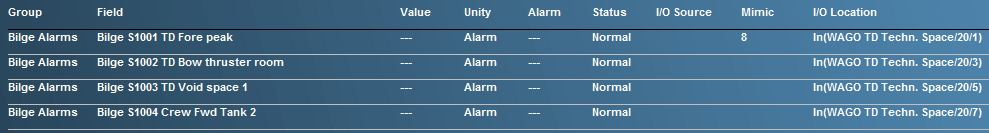 Group Field Value Unity Alarm Status I/O Source Mimic I/O Location
Bilge Alarms Bilge S1001 TD Fore peak --- Alarm --- Normal 8 In(WAGO TD Techn. Space/20/1)
Bilge Alarms Bilge S1002 TD Bow thruster room --- Alarm --- Normal In(WAGO TD Techn. Space/20/3)
Bilge Alarms Bilge S1003 TD Void space 1 --- Alarm --- Normal In(WAGO TD Techn. Space/20/5)
Bilge Alarms Bilge S1004 Crew Fwd Tank 2 --- Alarm --- Normal In(WAGO TD Techn. Space/20/7)